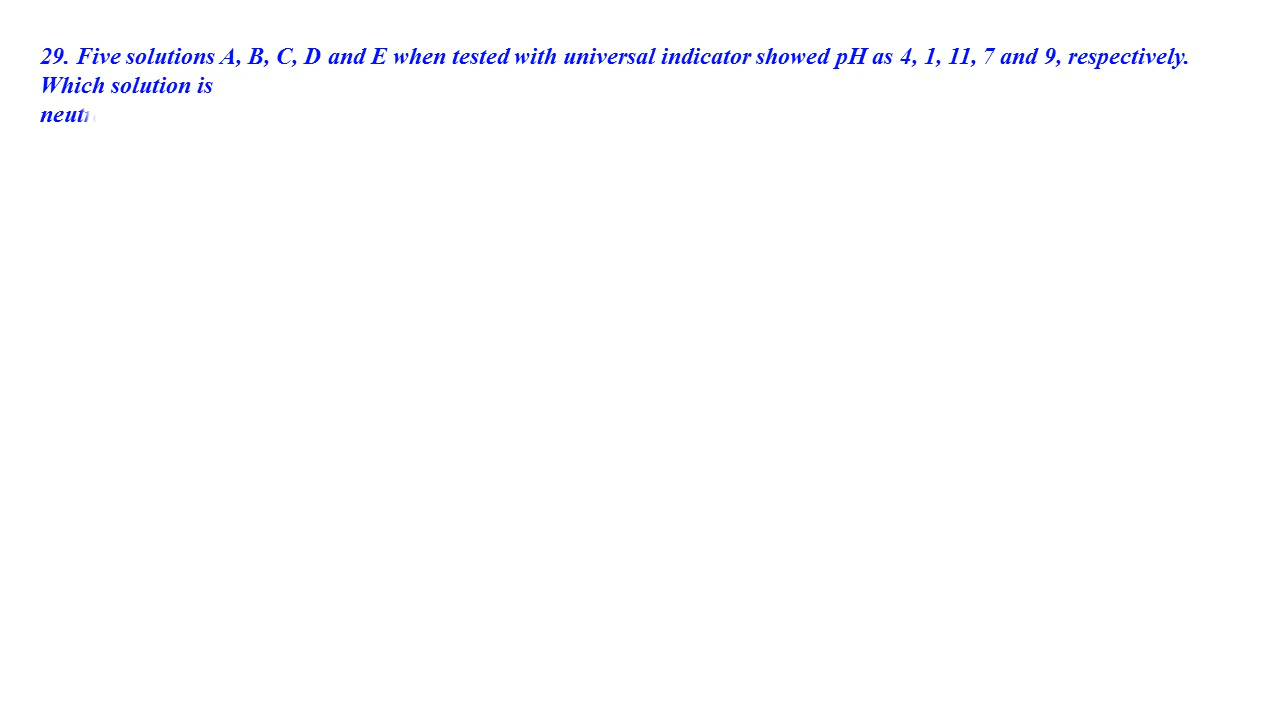 29. Five solutions A, B, C, D and E when tested with universal indicator showed pH as 4, 1, 11, 7 and 9, respectively.
Which solution is